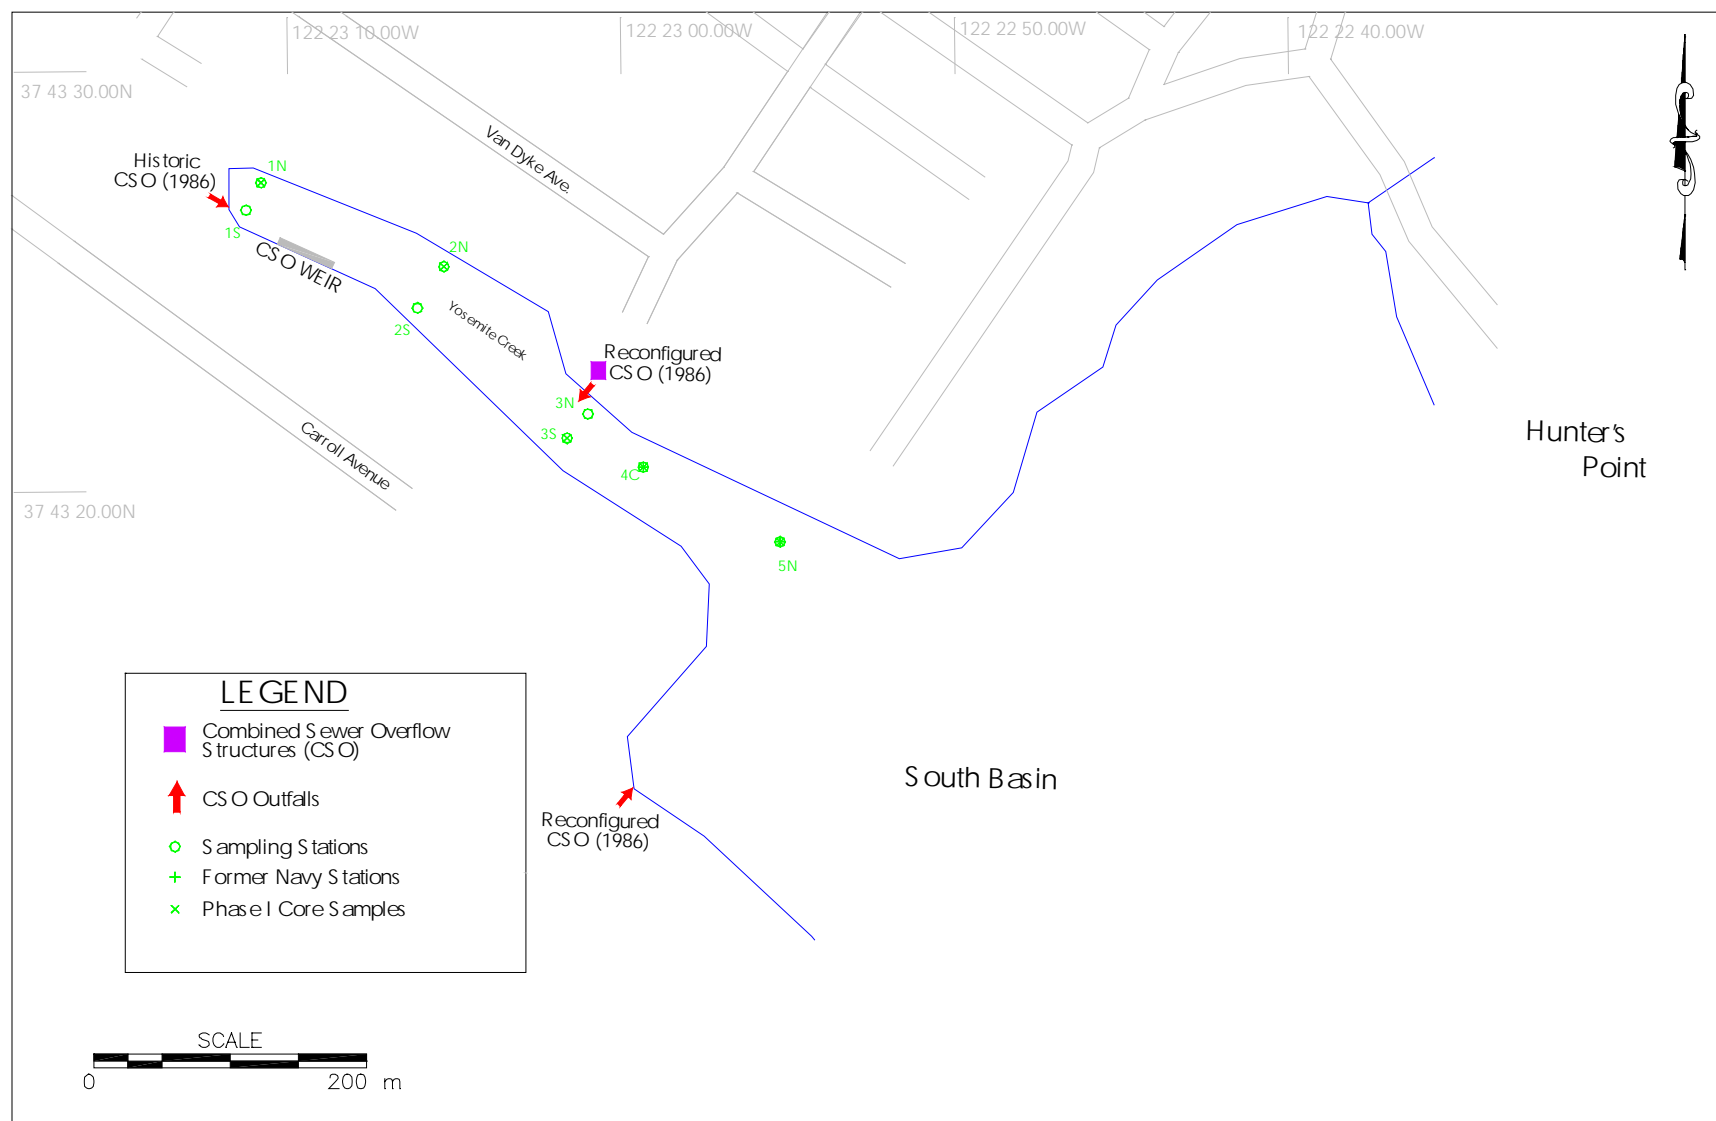 122 23 10.00W
122 23 00.00W
122 22 50.00W
122 22 40.00W
37 43 30.00N
Van Dyke Ave.
Historic
CSO (1986)
1N
1S
CSO WEIR
2N
2S
Yosemite Creek
Reconfigured
CSO (1986)
3N
3S
4C
Carroll Avenue
Hunter's
Point
37 43 20.00N
5N
LEGEND
Combined Sewer Overflow
Structures (CSO)
CSO Outfalls
Sampling Stations
Former Navy Stations
Phase I Core Samples
South Basin
Reconfigured
CSO (1986)
SCALE
0 200 m